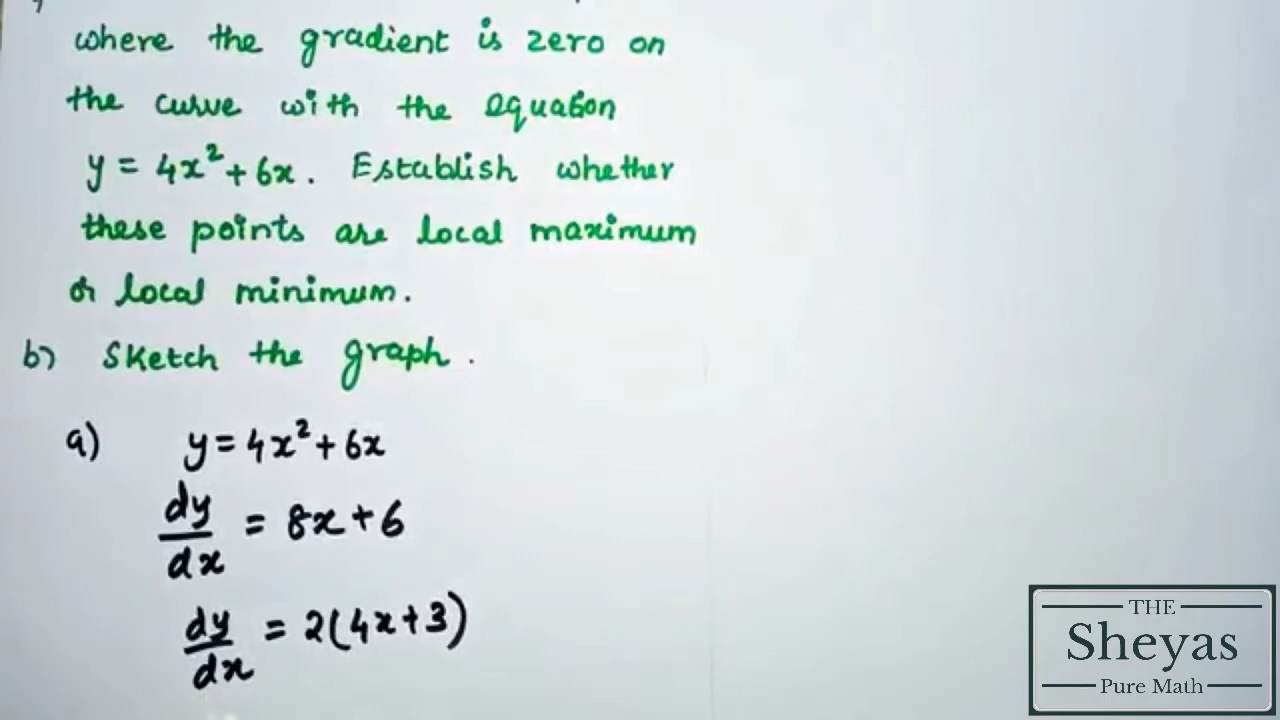 where the gradient is zero on
the curve with the equation
y = 4x² + 6x. Establish whether
these points are local maximum
or local minimum.
b) Sketch the graph.
a) y = 4x² + 6x
dy/dx = 8x + 6
dy/dx = 2(4x + 3)
THE
Sheyas
Pure Math